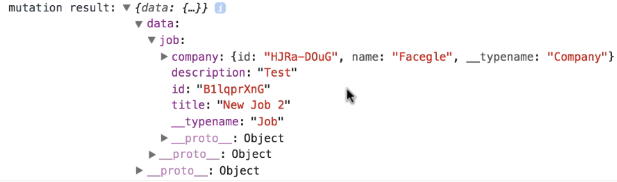 mutation result: ▼ {data: {…}} i
▼ data:
▼ job:
▶ company: {id: "HJRa-DOuG", name: "Facegle", __typename: "Company"}
description: "Test"
id: "B1lqprXnG"
title: "New Job 2"
__typename: "Job"
▶ __proto__: Object
▶ __proto__: Object
▶ __proto__: Object